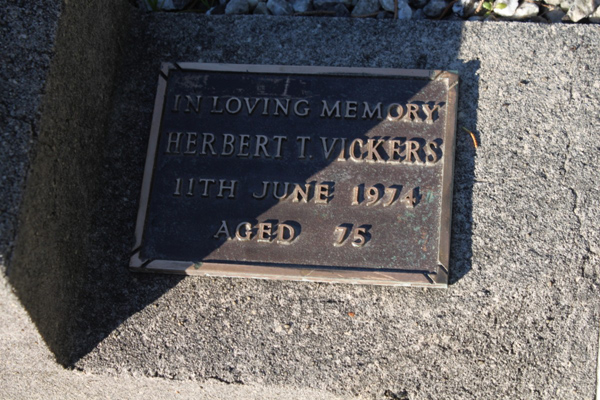 IN LOVING MEMORY
HERBERT T. VICKERS
11TH JUNE 1974
AGED 75